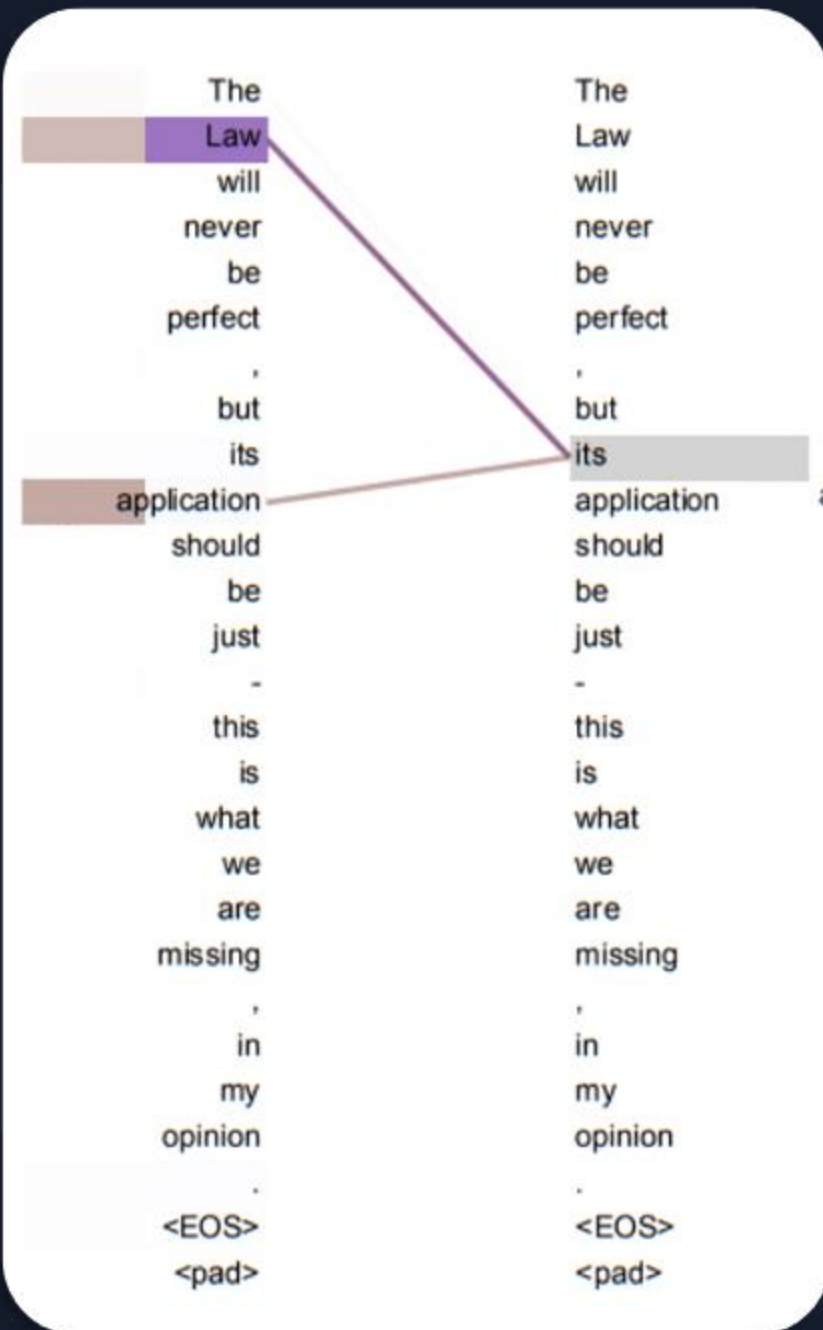 The The
Law Law
will will
never never
be be
perfect perfect
, ,
but but
its its
application application
should should
be be
just just
- -
this this
is is
what what
we we
are are
missing missing
, ,
in in
my my
opinion opinion
. .
<EOS> <EOS>
<pad> <pad>